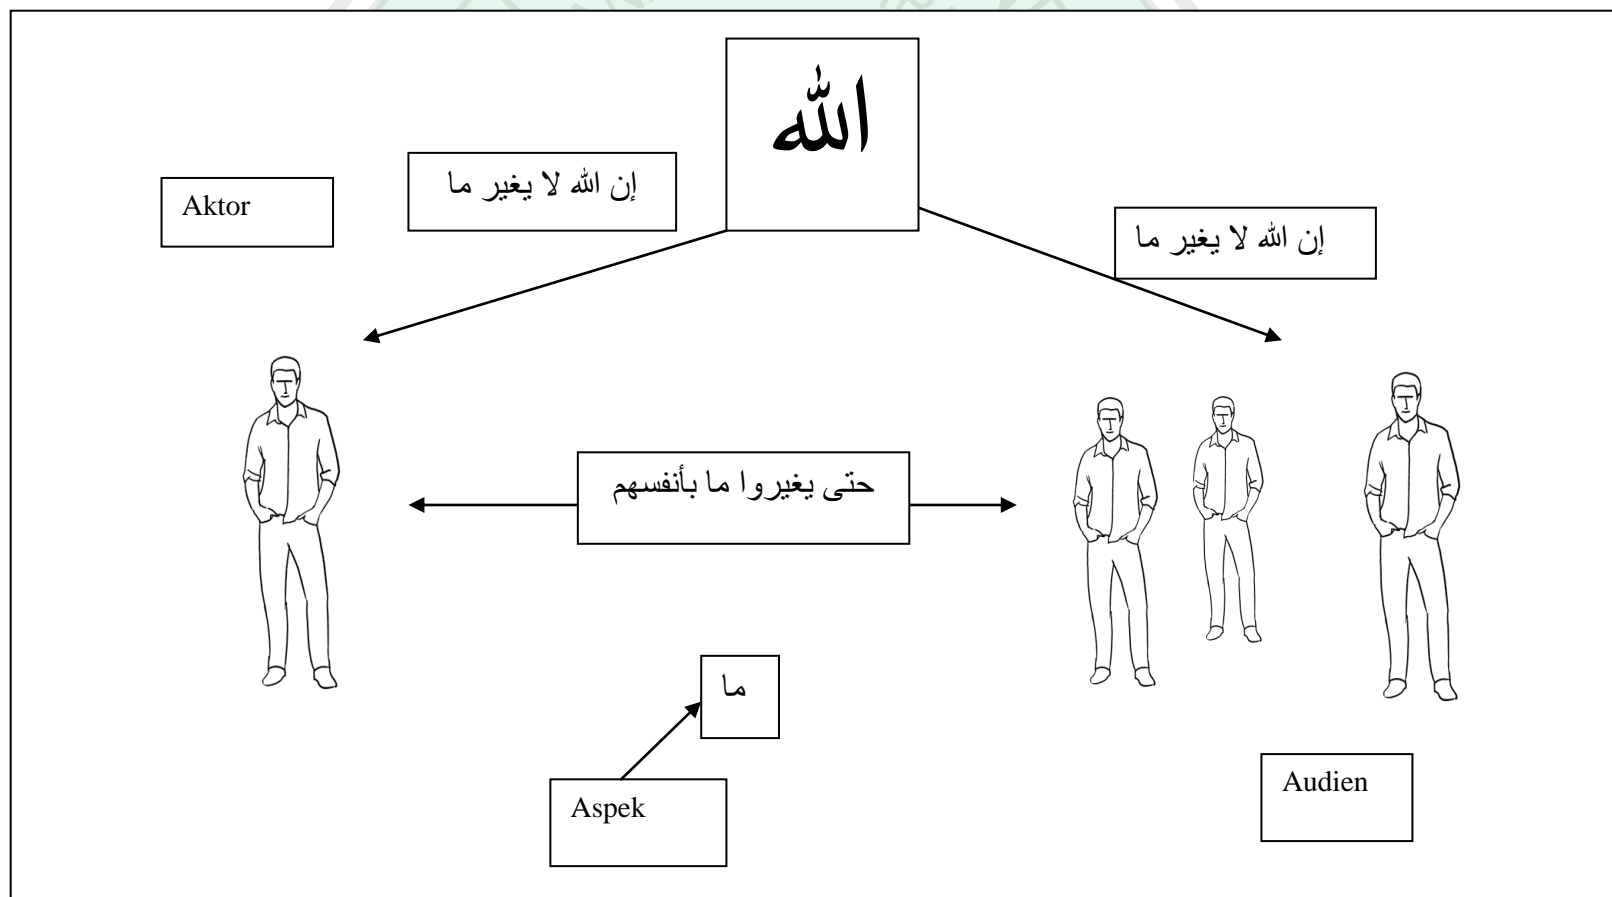 الله
إن الله لا يغير ما
Aktor
إن الله لا يغير ما
حتى يغيروا ما بأنفسهم
ما
Aspek
Audien